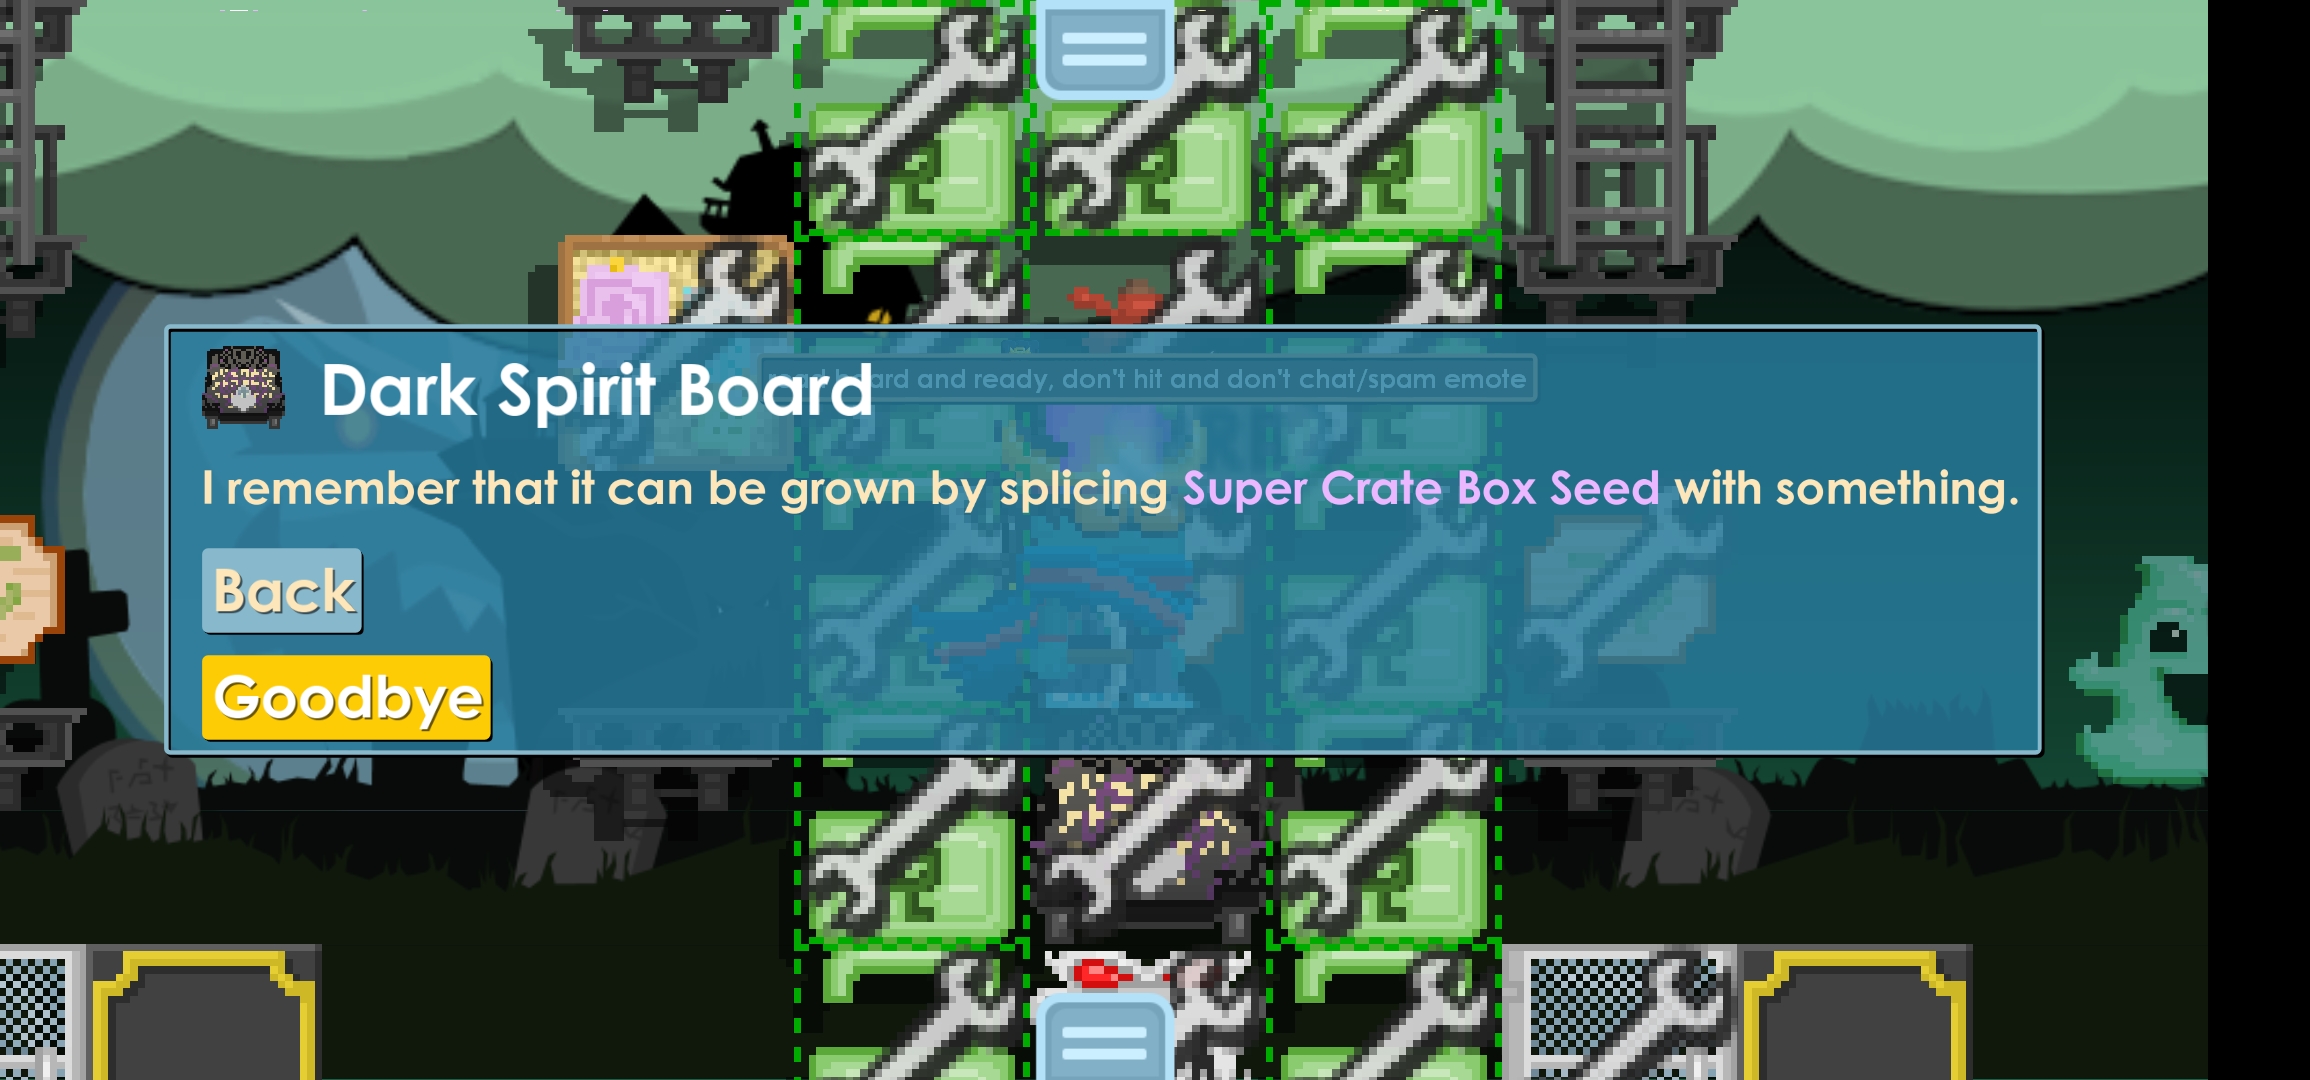 Dark Spirit Board
board and ready, don't hit and don't chat/spam emote
I remember that it can be grown by splicing Super Crate Box Seed with something.
Back
Goodbye